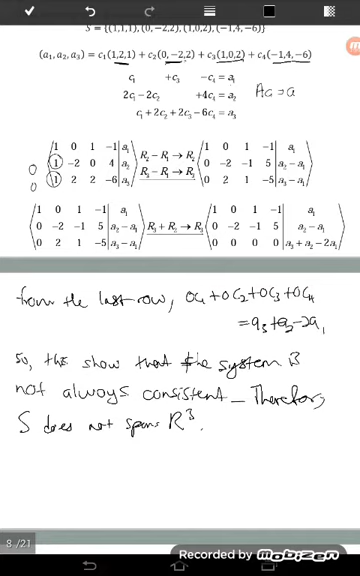 S = {(1,1,1),(0,-2,2),(1,0,2),(-1,4,-6)}
(a₁,a₂,a₃) = c₁(1,2,1) + c₂(0,-2,2) + c₃(1,0,2) + c₄(-1,4,-6)
c₁ +c₃ -c₄ = a₁
2c₁ -2c₂ +4c₄ = a₂
Ac = a
c₁ + 2c₂ + 2c₃ -6c₄ = a₃
0 0
1 0 1 -1 | a₁
1 -2 0 4 | a₂
1 2 2 -6 | a₃
R₂ - R₁ → R₂
R₃ - R₁ → R₃
1 0 1 -1 | a₁
0 -2 -1 5 | a₂ - a₁
0 2 1 -5 | a₃ - a₁
1 0 1 -1 | a₁
0 -2 -1 5 | a₂ - a₁
0 2 1 -5 | a₃ - a₁
R₃ + R₂ → R₃
1 0 1 -1 | a₁
0 -2 -1 5 | a₂ - a₁
0 0 0 0 | a₃ + a₂ - 2a₁
from the last row, 0c₁+0c₂+0c₃+0c₄
= a₃+a₂-2a₁
so, this show that the system is
not always consistent. Therefore,
S does not span R³.
8/21
Recorded by Mobizen